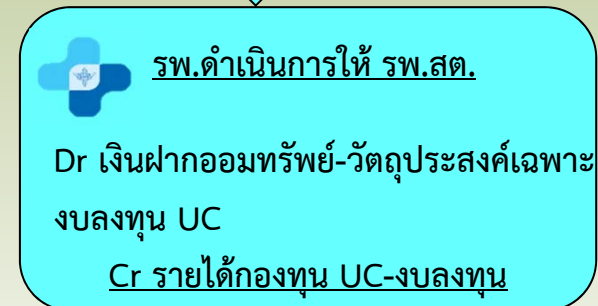 รพ.ดำเนินการให้ รพ.สต.
Dr เงินฝากออมทรัพย์-วัตถุประสงค์เฉพาะ
งบลงทุน UC
Cr รายได้กองทุน UC-งบลงทุน